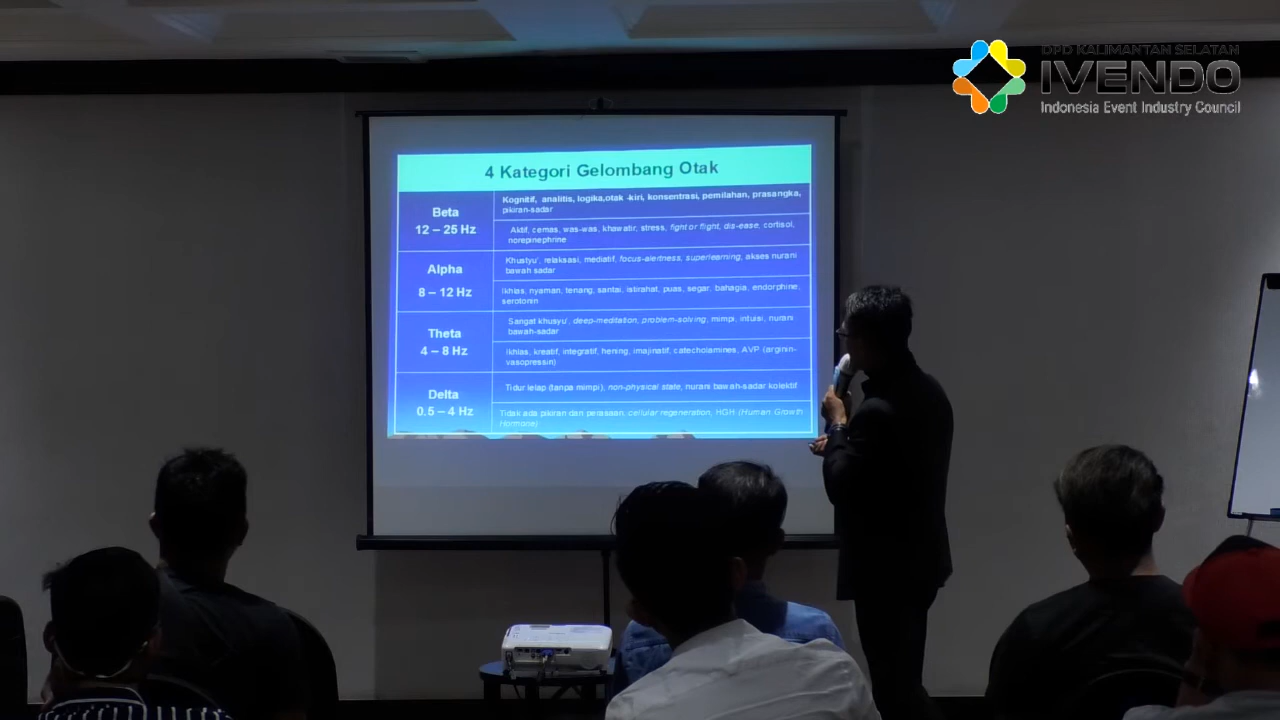 DPD KALIMANTAN SELATAN
IVENDO
Indonesia Event Industry Council
4 Kategori Gelombang Otak
Beta
12 – 25 Hz
Kognitif, analitis, logika,otak -kiri, konsentrasi, pemilahan, prasangka,
pikiran-sadar
Aktif, cemas, was-was, khawatir, stress, fight or flight, dis-ease, cortisol,
norepinephrine
Alpha
8 – 12 Hz
Khusyu', relaksasi, meditatif, focus-alertness, superlearning, akses nurani
bawah sadar
Ikhlas, nyaman, tenang, santai, istirahat, puas, segar, bahagia, endorphine,
serotonin
Theta
4 – 8 Hz
Sangat khusyu', deep-meditation, problem-solving, mimpi, intuisi, nurani
bawah-sadar
Ikhlas, kreatif, integratif, hening, imajinatif, catecholamines, AVP (arginin-
vasopressin)
Delta
0.5 – 4 Hz
Tidur lelap (tanpa mimpi), non-physical state, nurani bawah-sadar kolektif
Tidak ada pikiran dan perasaan, cellular regeneration, HGH (Human Growth
Hormone)